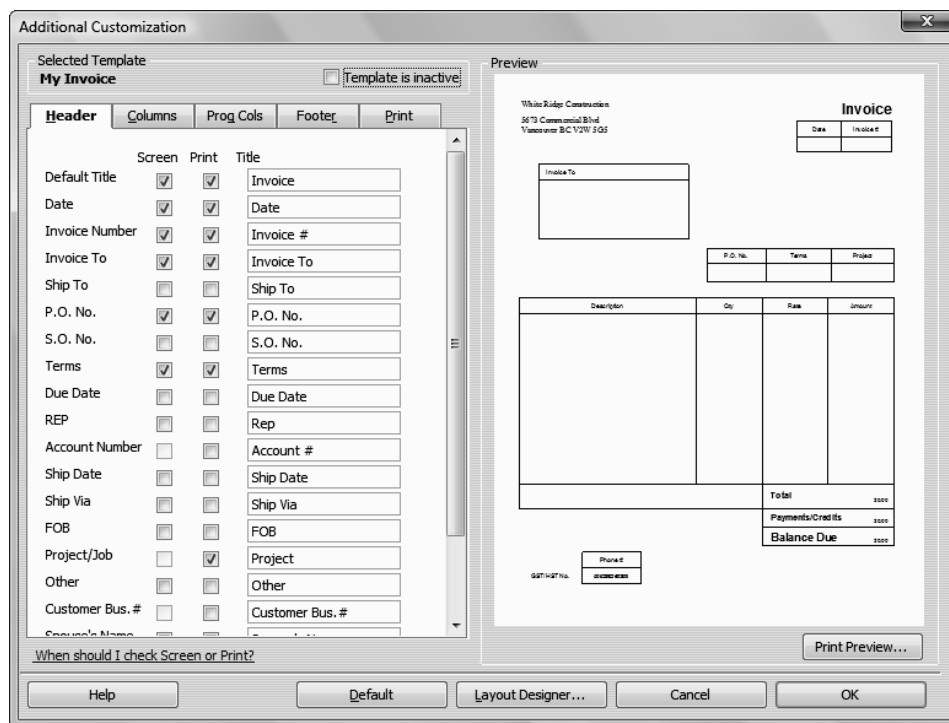 Additional Customization
X
Selected Template
My Invoice
Template is inactive
Header Columns Prog Cols Footer Print
Screen Print Title
Default Title Invoice
Date Date
Invoice Number Invoice #
Invoice To Invoice To
Ship To Ship To
P.O. No. P.O. No.
S.O. No. S.O. No.
Terms Terms
Due Date Due Date
REP Rep
Account Number Account #
Ship Date Ship Date
Ship Via Ship Via
FOB FOB
Project/Job Project
Other Other
Customer Bus. # Customer Bus. #
Spouse's Name
When should I check Screen or Print?
Preview
White Ridge Construction
5673 Commercial Blvd
Vancouver BC V2W 5G5
Invoice
Date Invoice #
Invoice To
P.O. No. Terms Project
Description Qty Rate Amount
Total
Payments/Credits
Balance Due
Phone #
GST/HST No.
Print Preview...
Help Default Layout Designer... Cancel OK